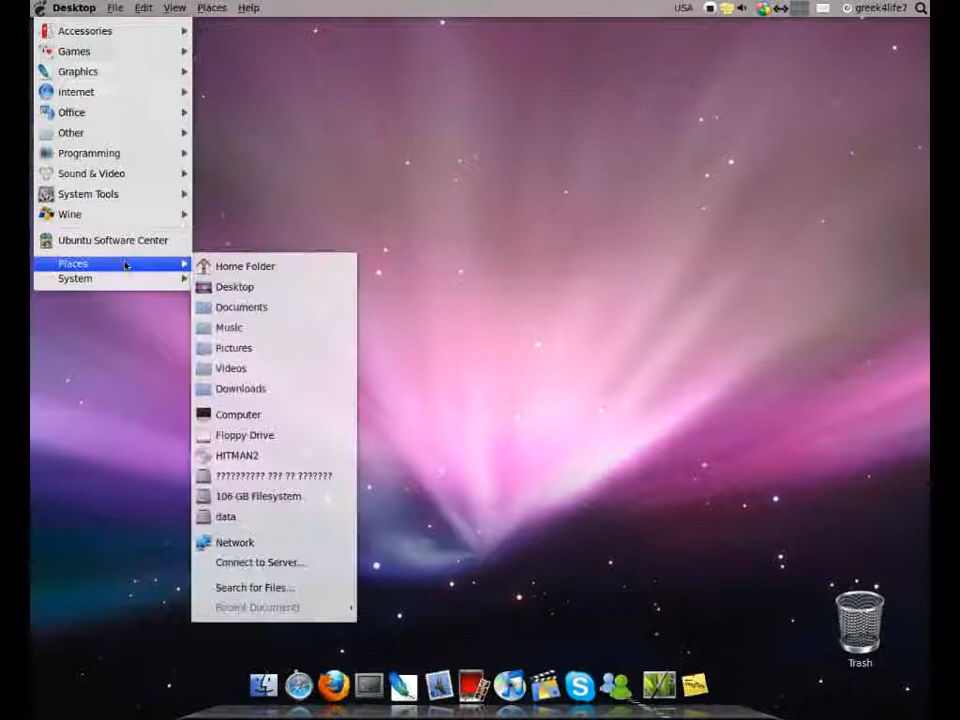 Desktop File Edit View Places Help
USA greek4life7
Accessories
Games
Graphics
Internet
Office
Other
Programming
Sound & Video
System Tools
Wine
Ubuntu Software Center
Places
System
Home Folder
Desktop
Documents
Music
Pictures
Videos
Downloads
Computer
Floppy Drive
HITMAN2
?????????? ??? ?? ???????
106 GB Filesystem
data
Network
Connect to Server...
Search for Files...
Recent Documents
Trash